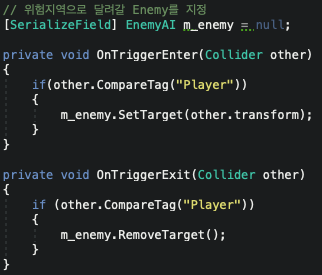 // 위험지역으로 달려갈 Enemy를 지정
[SerializeField] EnemyAI m_enemy = null;
private void OnTriggerEnter(Collider other)
{
if(other.CompareTag("Player"))
{
m_enemy.SetTarget(other.transform);
}
}
private void OnTriggerExit(Collider other)
{
if (other.CompareTag("Player"))
{
m_enemy.RemoveTarget();
}
}